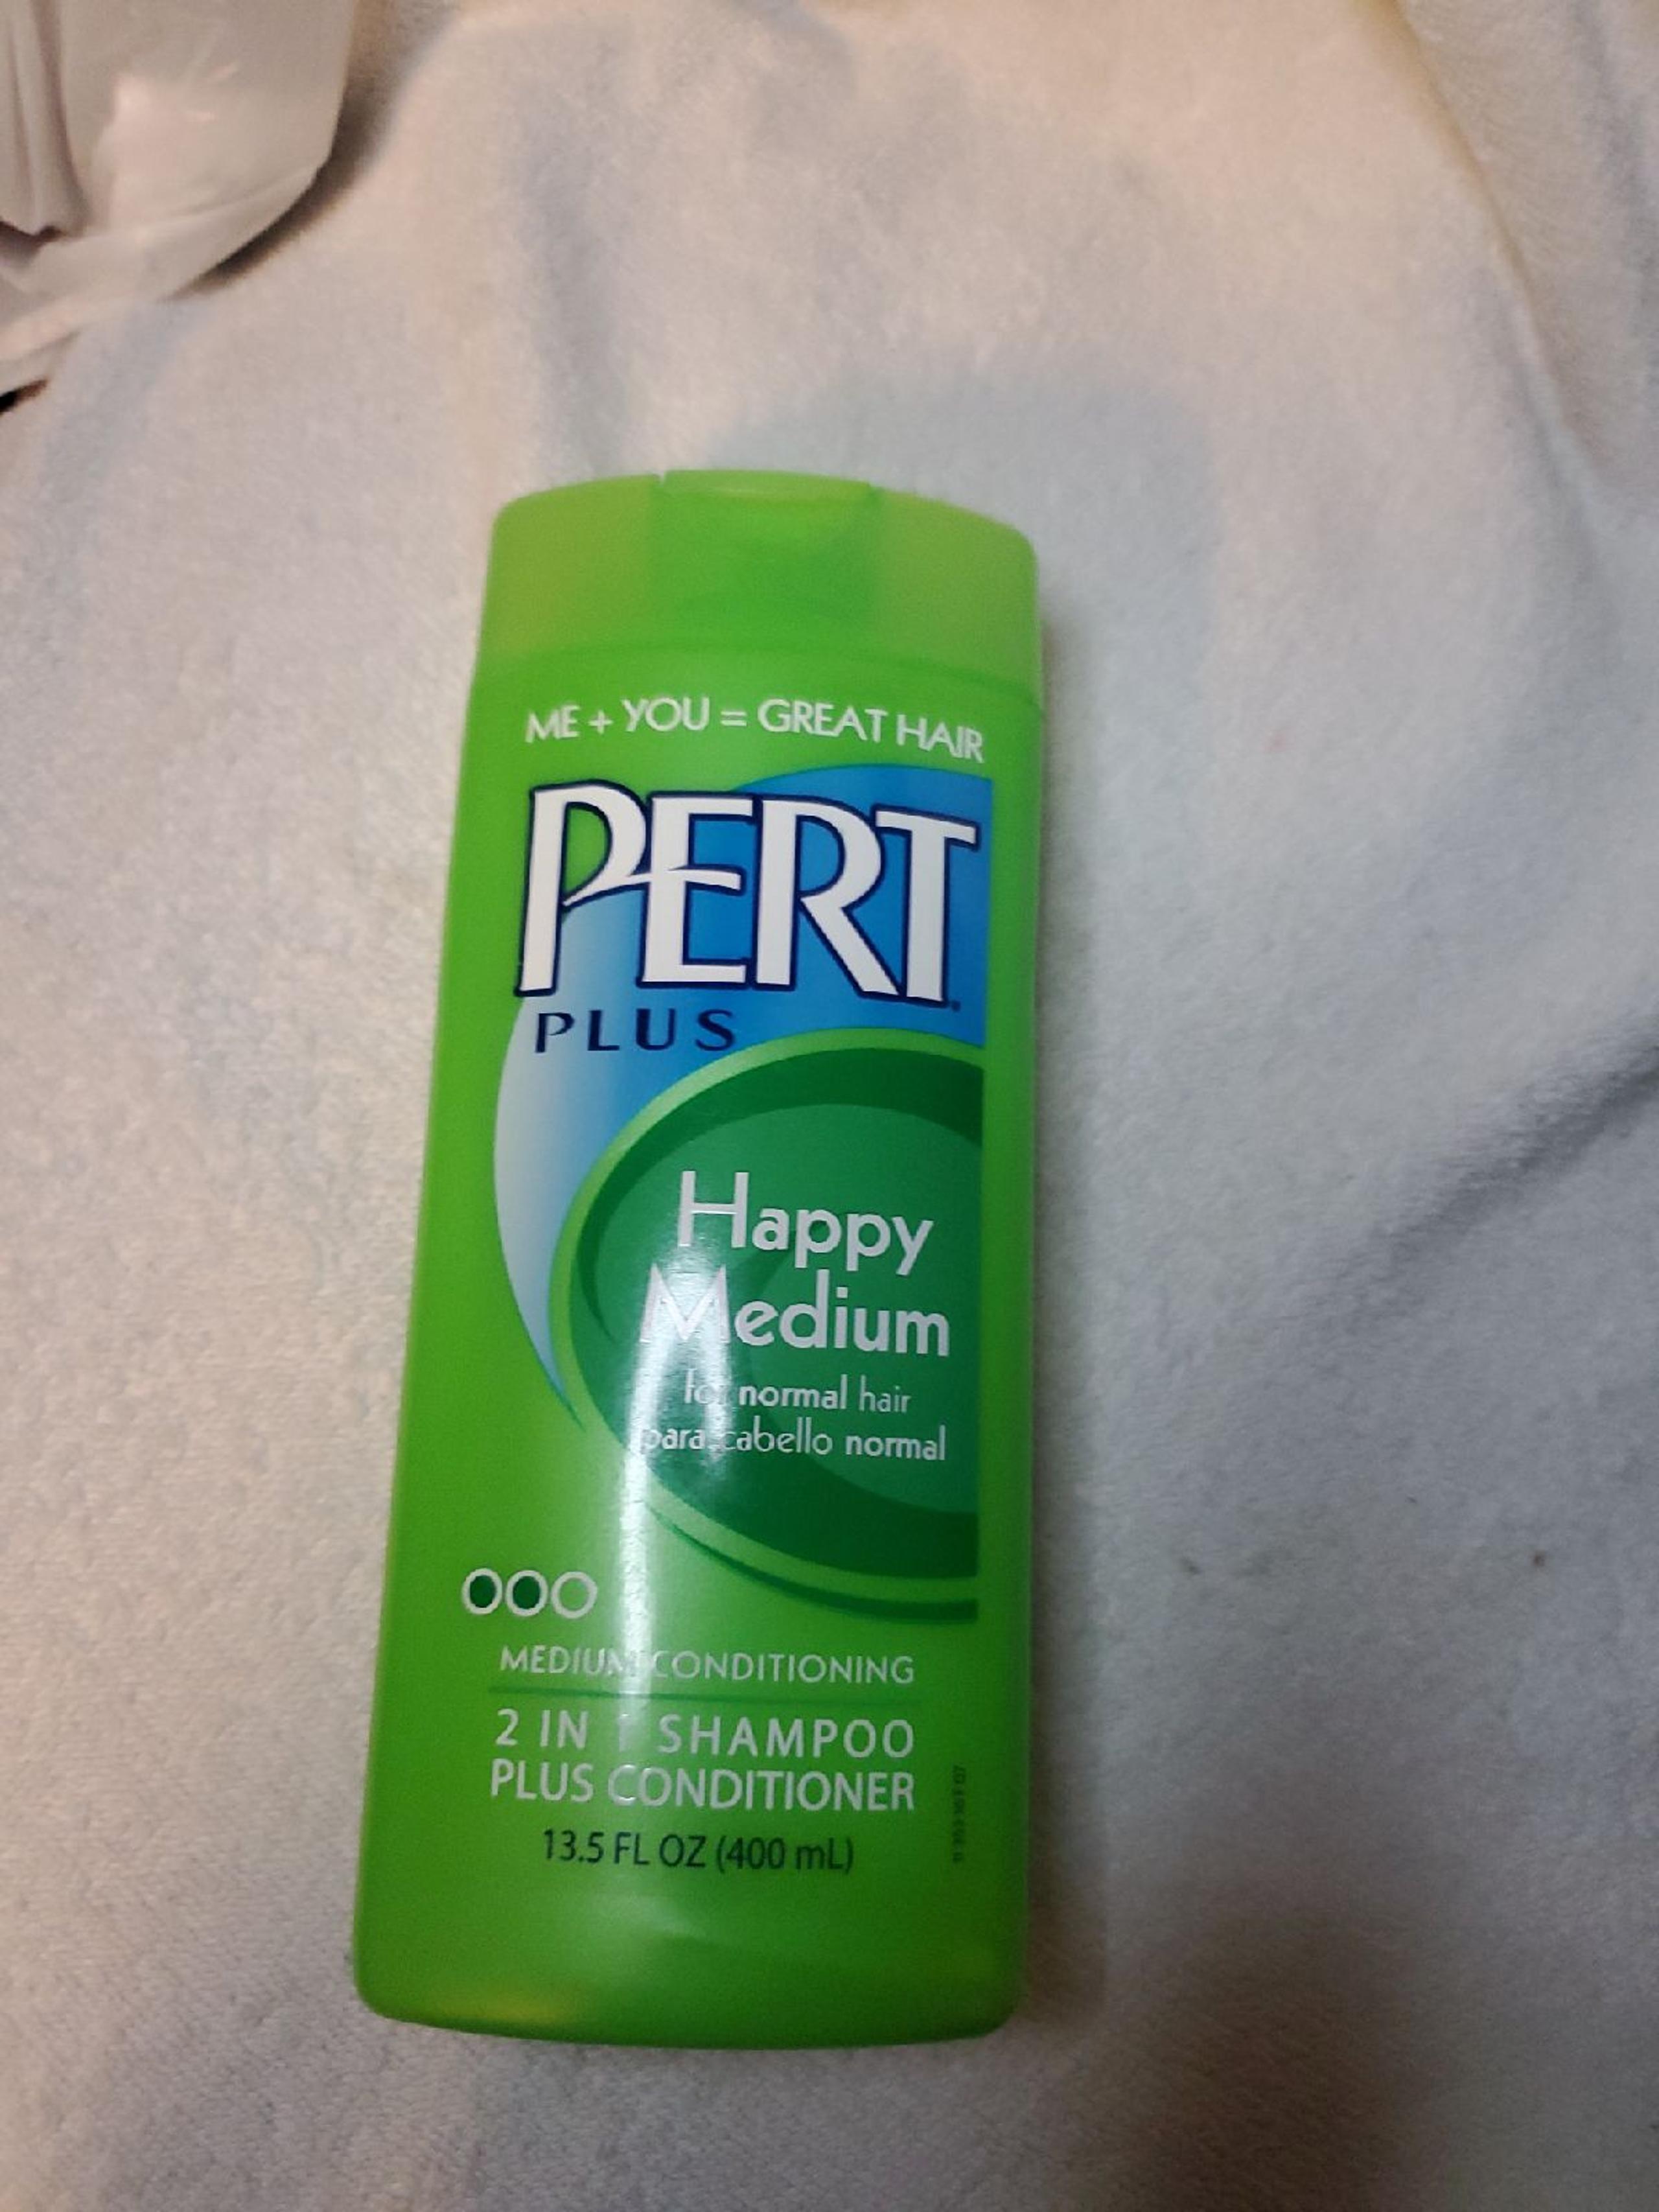 ME + YOU = GREAT HAIR
PERT
PLUS
Happy
Medium
for normal hair
para cabello normal
MEDIUM CONDITIONING
2 IN 1 SHAMPOO
PLUS CONDITIONER
13.5 FL OZ (400 mL)